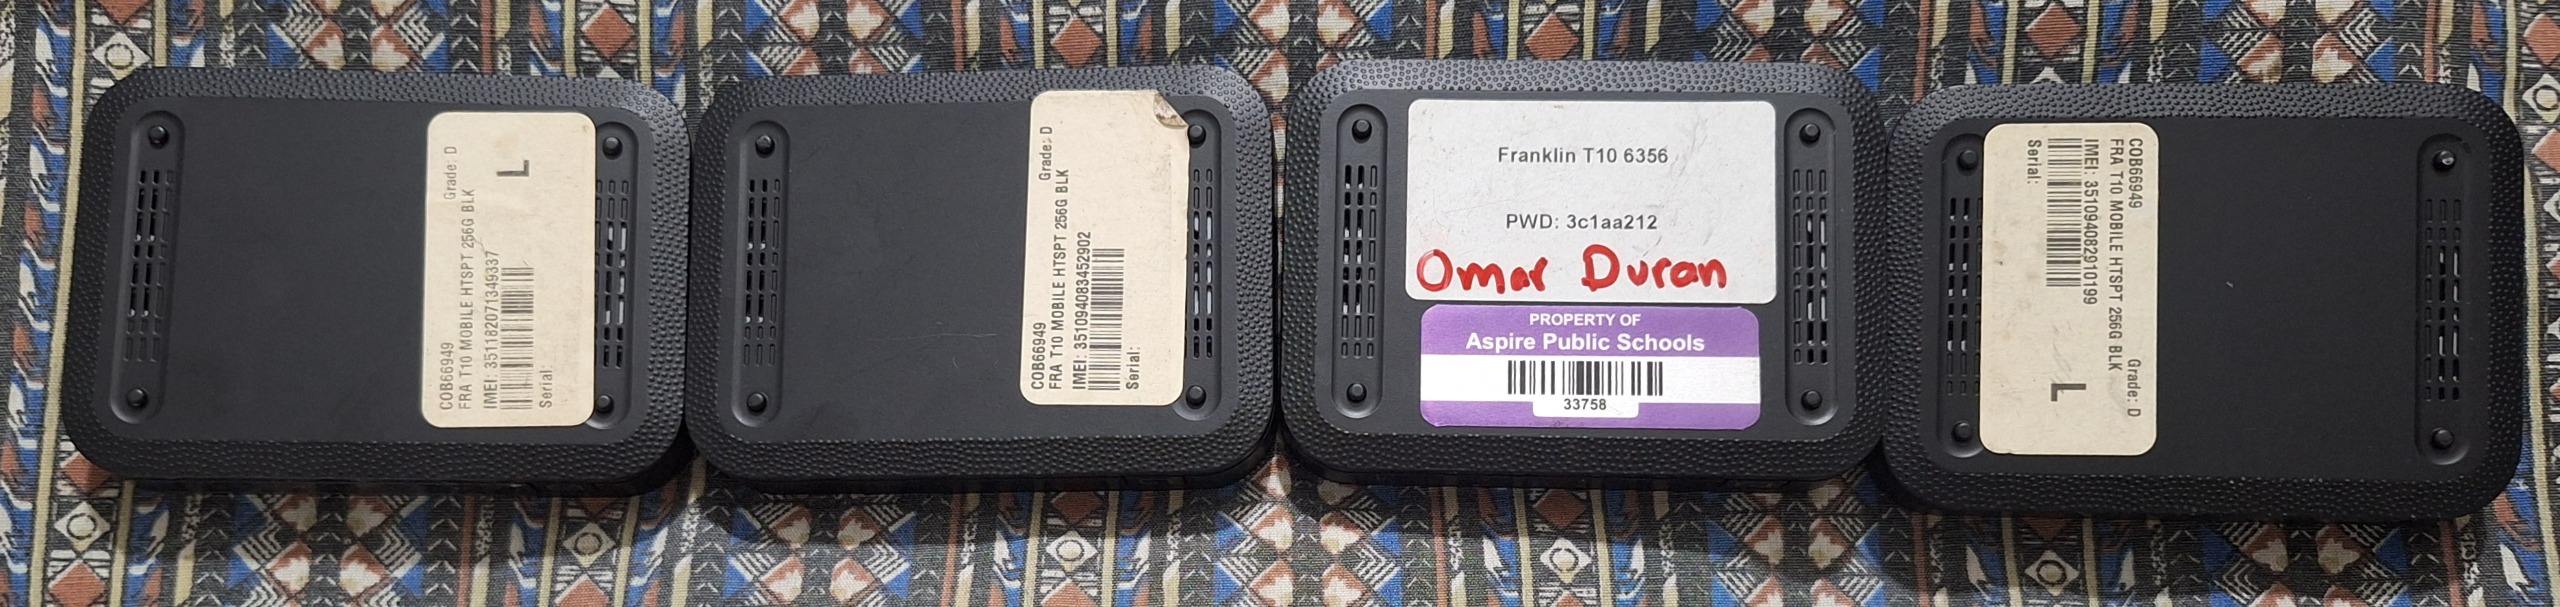 COB66949 Grade: D
FRA T10 MOBILE HTSPT 256G BLK
IMEI: 351182071349337
Serial:
L
COB66949 Grade: D
FRA T10 MOBILE HTSPT 256G BLK
IMEI: 351094083452902
Serial:
Franklin T10 6356
PWD: 3c1aa212
Omar Duran
PROPERTY OF
Aspire Public Schools
33758
COB66949 Grade: D
FRA T10 MOBILE HTSPT 256G BLK
IMEI: 351094082910199
Serial:
L